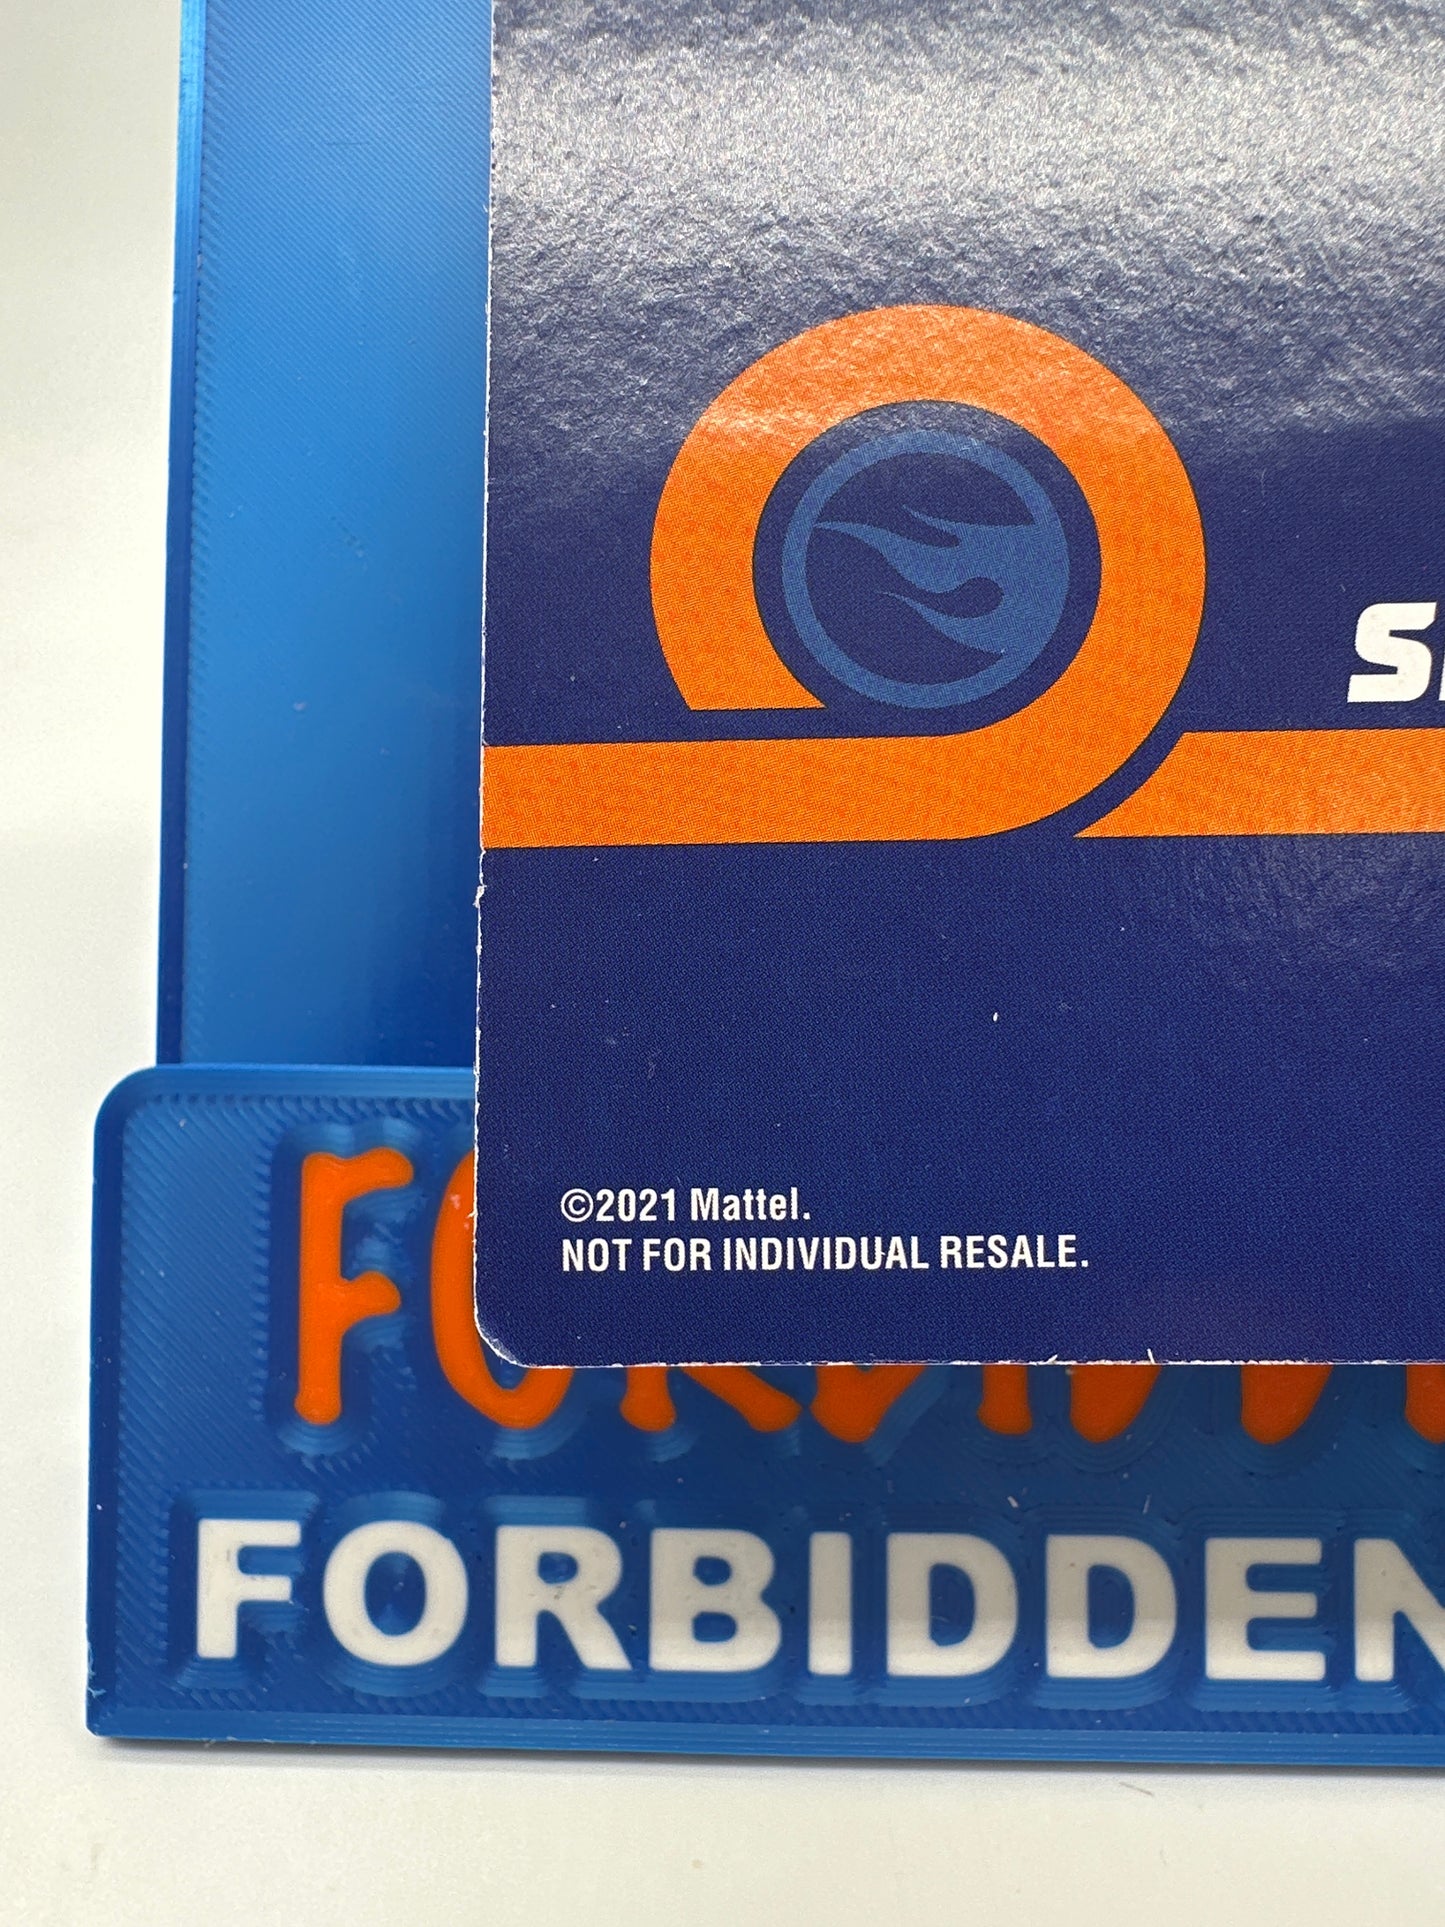 ©2021 Mattel.
NOT FOR INDIVIDUAL RESALE.
FORBIDDEN